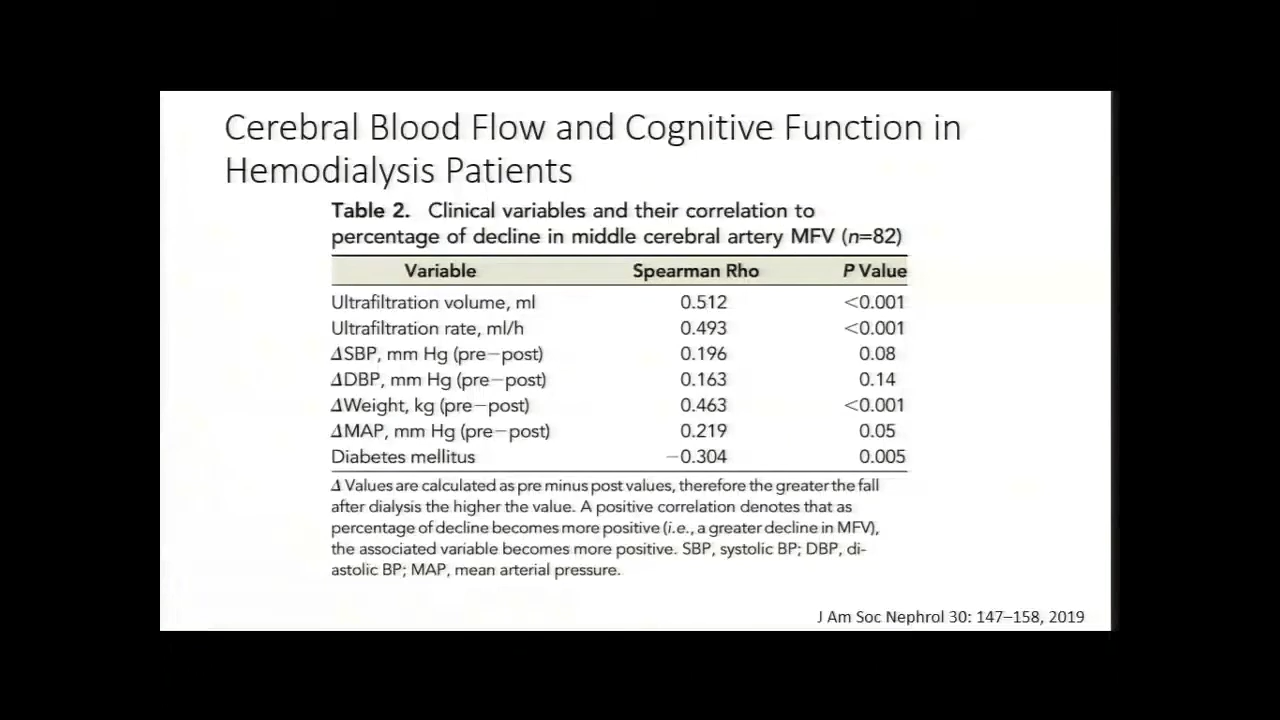 Cerebral Blood Flow and Cognitive Function in
Hemodialysis Patients
Table 2. Clinical variables and their correlation to
percentage of decline in middle cerebral artery MFV (n=82)
Variable Spearman Rho P Value
Ultrafiltration volume, ml 0.512 <0.001
Ultrafiltration rate, ml/h 0.493 <0.001
ΔSBP, mm Hg (pre−post) 0.196 0.08
ΔDBP, mm Hg (pre−post) 0.163 0.14
ΔWeight, kg (pre−post) 0.463 <0.001
ΔMAP, mm Hg (pre−post) 0.219 0.05
Diabetes mellitus −0.304 0.005
Δ Values are calculated as pre minus post values, therefore the greater the fall
after dialysis the higher the value. A positive correlation denotes that as
percentage of decline becomes more positive (i.e., a greater decline in MFV),
the associated variable becomes more positive. SBP, systolic BP; DBP, di-
astolic BP; MAP, mean arterial pressure.
J Am Soc Nephrol 30: 147–158, 2019